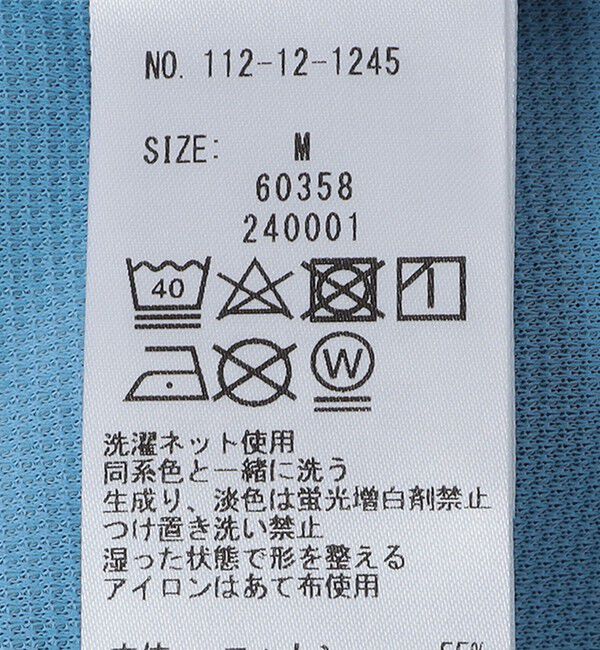 NO. 112-12-1245
SIZE: M
60358
240001
40
W
洗濯ネット使用
同系色と一緒に洗う
生成り、淡色は蛍光増白剤禁止
つけ置き洗い禁止
湿った状態で形を整える
アイロンはあて布使用
55%